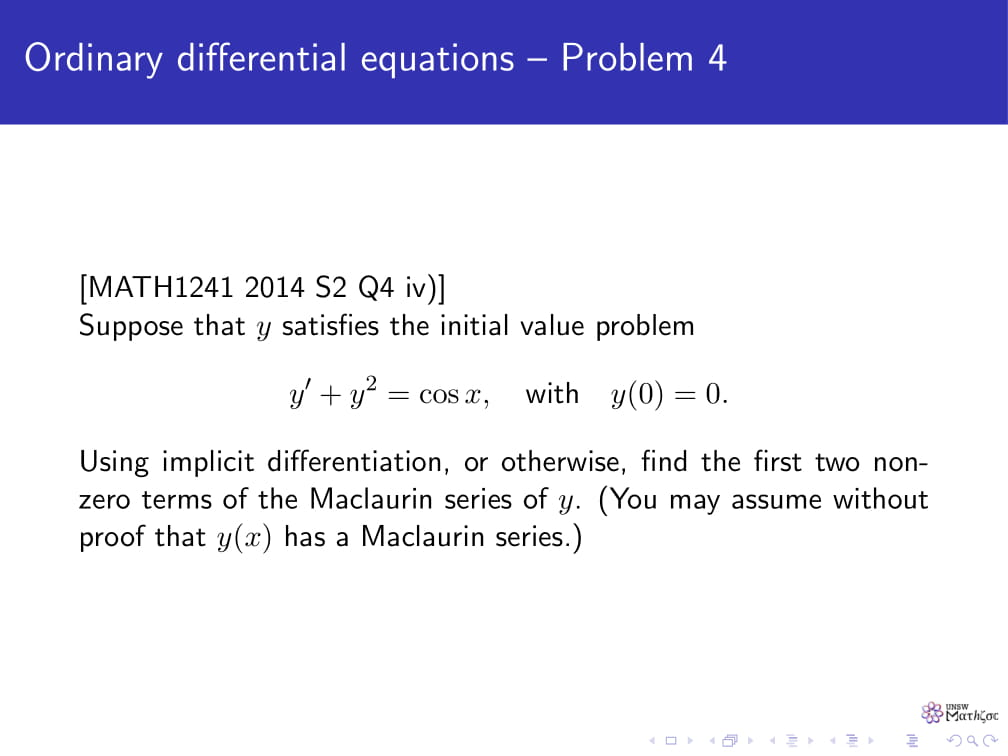 Ordinary differential equations – Problem 4
[MATH1241 2014 S2 Q4 iv)]
Suppose that y satisfies the initial value problem
y′ + y² = cos x, with y(0) = 0.
Using implicit differentiation, or otherwise, find the first two non-
zero terms of the Maclaurin series of y. (You may assume without
proof that y(x) has a Maclaurin series.)
UNSW
Mατhζoc